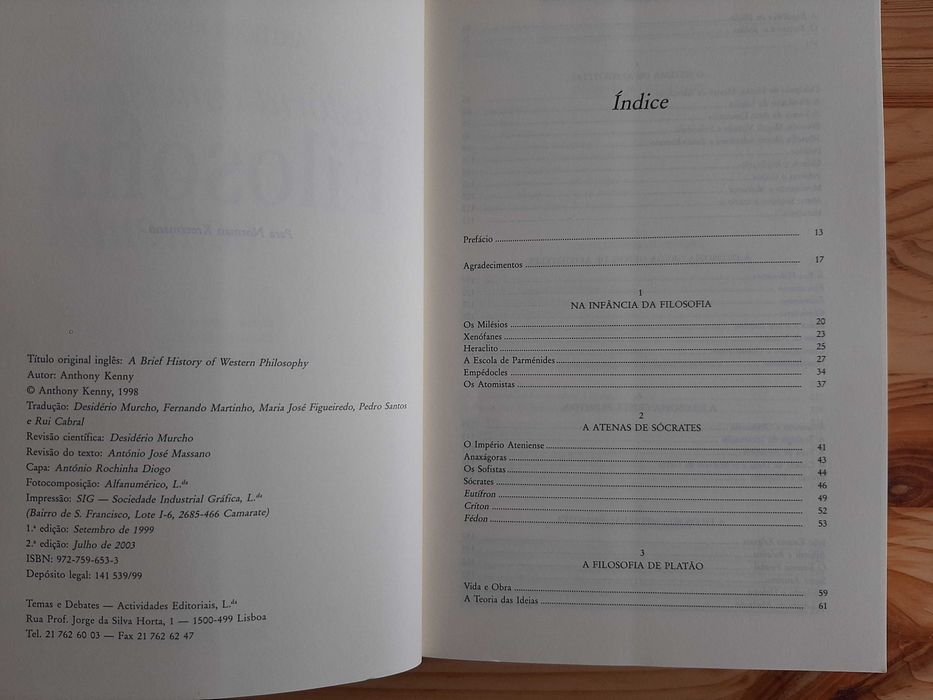 Filosofia
Para Norman Kretzmann
Título original inglês: A Brief History of Western Philosophy
Autor: Anthony Kenny
© Anthony Kenny, 1998
Tradução: Desidério Murcho, Fernando Martinho, Maria José Figueiredo, Pedro Santos
e Rui Cabral
Revisão científica: Desidério Murcho
Revisão do texto: António José Massano
Capa: António Rochinha Diogo
Fotocomposição: Alfanumérico, L.da
Impressão: SIG — Sociedade Industrial Gráfica, L.da
(Bairro de S. Francisco, Lote 1-6, 2685-466 Camarate)
1.ª edição: Setembro de 1999
2.ª edição: Julho de 2003
ISBN: 972-759-653-3
Depósito legal: 141 539/99
Temas e Debates — Actividades Editoriais, L.da
Rua Prof. Jorge da Silva Horta, 1 — 1500-499 Lisboa
Tel. 21 762 60 03 — Fax 21 762 62 47
Índice
Prefácio 13
Agradecimentos 17
1
NA INFÂNCIA DA FILOSOFIA
Os Milésios 20
Xenófanes 23
Heraclito 25
A Escola de Parménides 27
Empédocles 34
Os Atomistas 37
2
A ATENAS DE SÓCRATES
O Império Ateniense 41
Anaxágoras 43
Os Sofistas 44
Sócrates 46
Eutífron 49
Críton 52
Fédon 53
3
A FILOSOFIA DE PLATÃO
Vida e Obra 59
A Teoria das Ideias 61